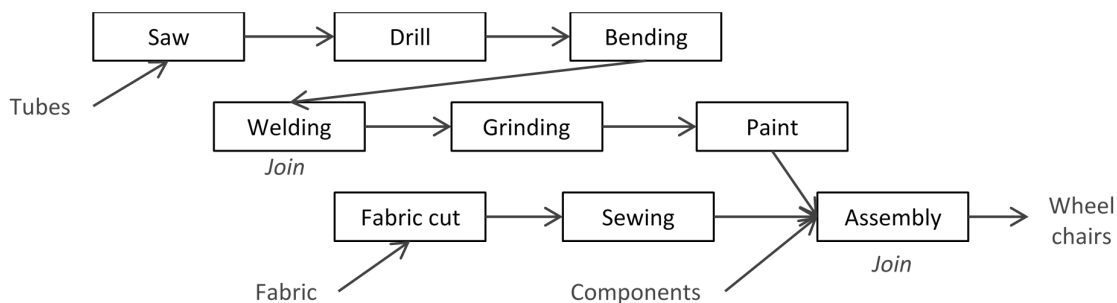 Saw
Drill
Bending
Tubes
Welding
Grinding
Paint
Join
Fabric cut
Sewing
Assembly
Wheel
chairs
Join
Fabric
Components